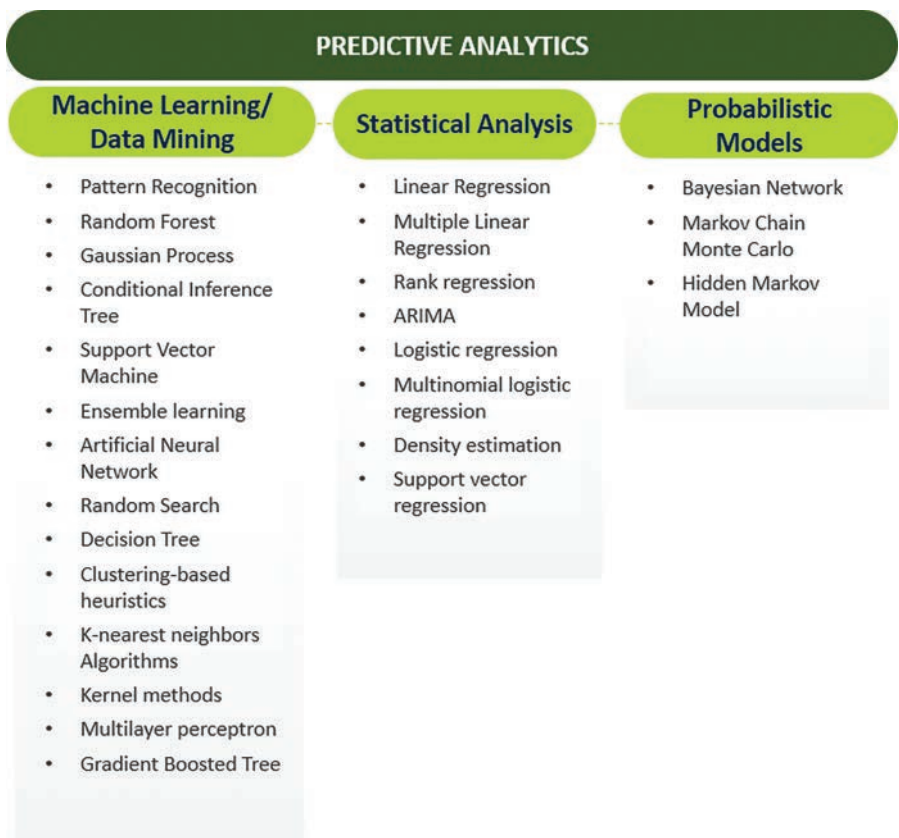 PREDICTIVE ANALYTICS
Machine Learning/
Data Mining
• Pattern Recognition
• Random Forest
• Gaussian Process
• Conditional Inference
Tree
• Support Vector
Machine
• Ensemble learning
• Artificial Neural
Network
• Random Search
• Decision Tree
• Clustering-based
heuristics
• K-nearest neighbors
Algorithms
• Kernel methods
• Multilayer perceptron
• Gradient Boosted Tree
Statistical Analysis
• Linear Regression
• Multiple Linear
Regression
• Rank regression
• ARIMA
• Logistic regression
• Multinomial logistic
regression
• Density estimation
• Support vector
regression
Probabilistic
Models
• Bayesian Network
• Markov Chain
Monte Carlo
• Hidden Markov
Model